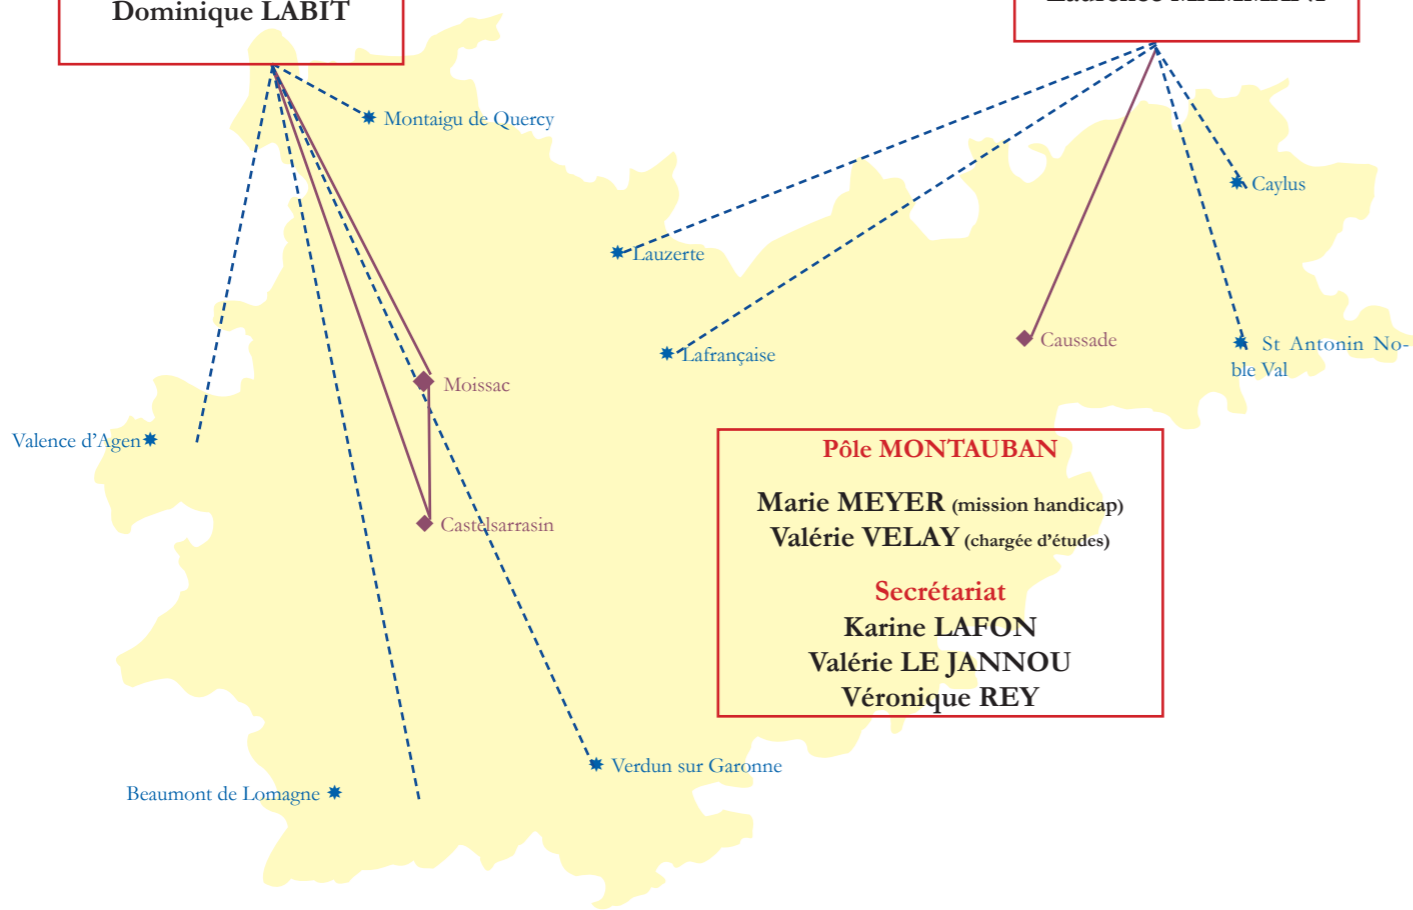 Dominique LABIT
Montaigu de Quercy
Caylus
Lauzerte
Lafrançaise
Caussade
St Antonin No-
ble Val
Moissac
Valence d’Agen
Castelsarrasin
Pôle MONTAUBAN
Marie MEYER (mission handicap)
Valérie VELAY (chargée d’études)
Secrétariat
Karine LAFON
Valérie LE JANNOU
Véronique REY
Verdun sur Garonne
Beaumont de Lomagne